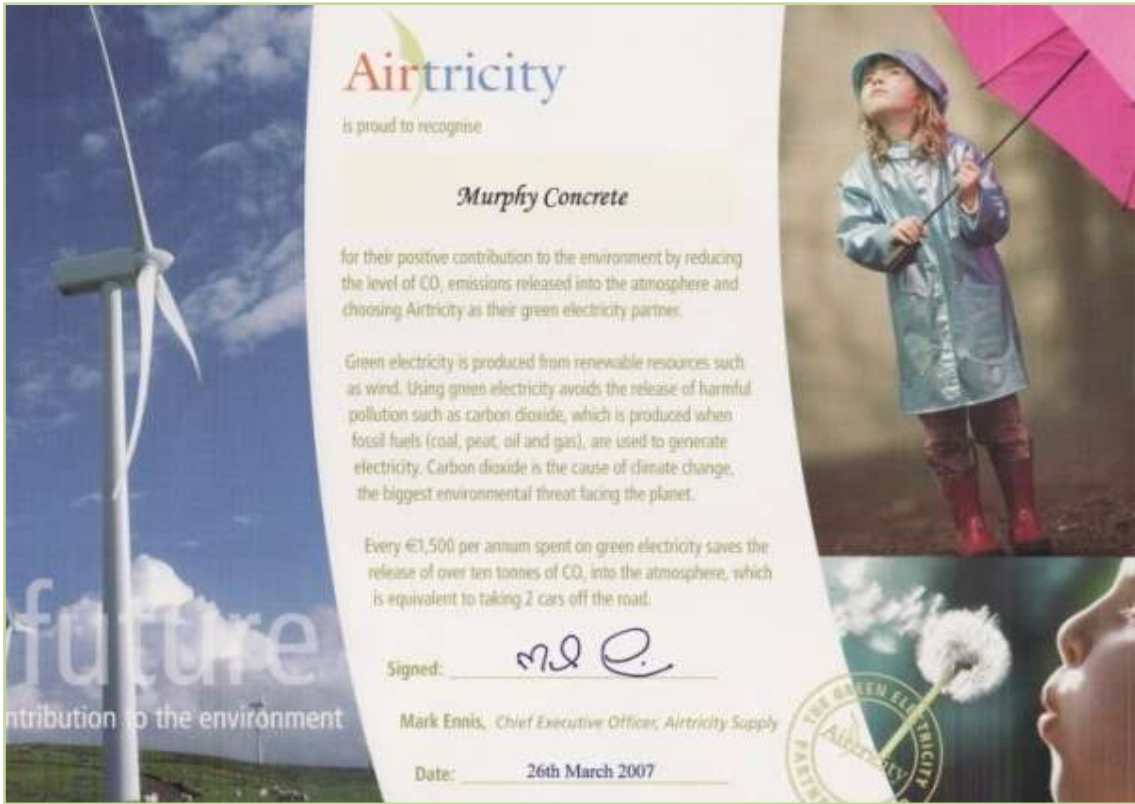 Airtricity
is proud to recognise
Murphy Concrete
for their positive contribution to the environment by reducing
the level of CO₂ emissions released into the atmosphere and
choosing Airtricity as their green electricity partner.
Green electricity is produced from renewable resources such
as wind. Using green electricity avoids the release of harmful
pollution such as carbon dioxide, which is produced when
fossil fuels (coal, peat, oil and gas), are used to generate
electricity. Carbon dioxide is the cause of climate change,
the biggest environmental threat facing the planet.
Every €1,500 per annum spent on green electricity saves the
release of over ten tonnes of CO₂ into the atmosphere, which
is equivalent to taking 2 cars off the road.
future
ntribution to the environment
Signed:
Mark Ennis, Chief Executive Officer, Airtricity Supply
Date: 26th March 2007
THE GREEN ELECTRICITY
Airtricity